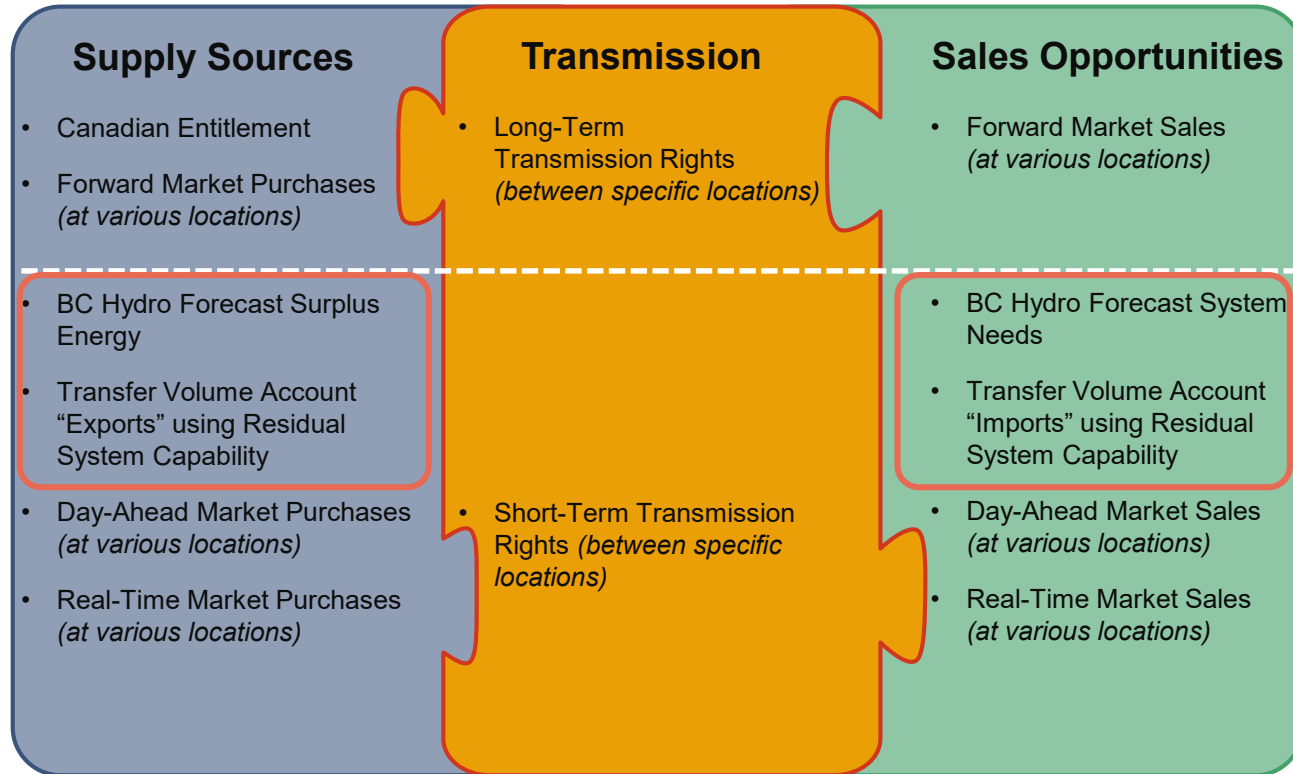 Supply Sources
• Canadian Entitlement
• Forward Market Purchases
(at various locations)
• BC Hydro Forecast Surplus
Energy
• Transfer Volume Account
“Exports” using Residual
System Capability
• Day-Ahead Market Purchases
(at various locations)
• Real-Time Market Purchases
(at various locations)
Transmission
• Long-Term
Transmission Rights
(between specific locations)
• Short-Term Transmission
Rights (between specific
locations)
Sales Opportunities
• Forward Market Sales
(at various locations)
• BC Hydro Forecast System
Needs
• Transfer Volume Account
“Imports” using Residual
System Capability
• Day-Ahead Market Sales
(at various locations)
• Real-Time Market Sales
(at various locations)